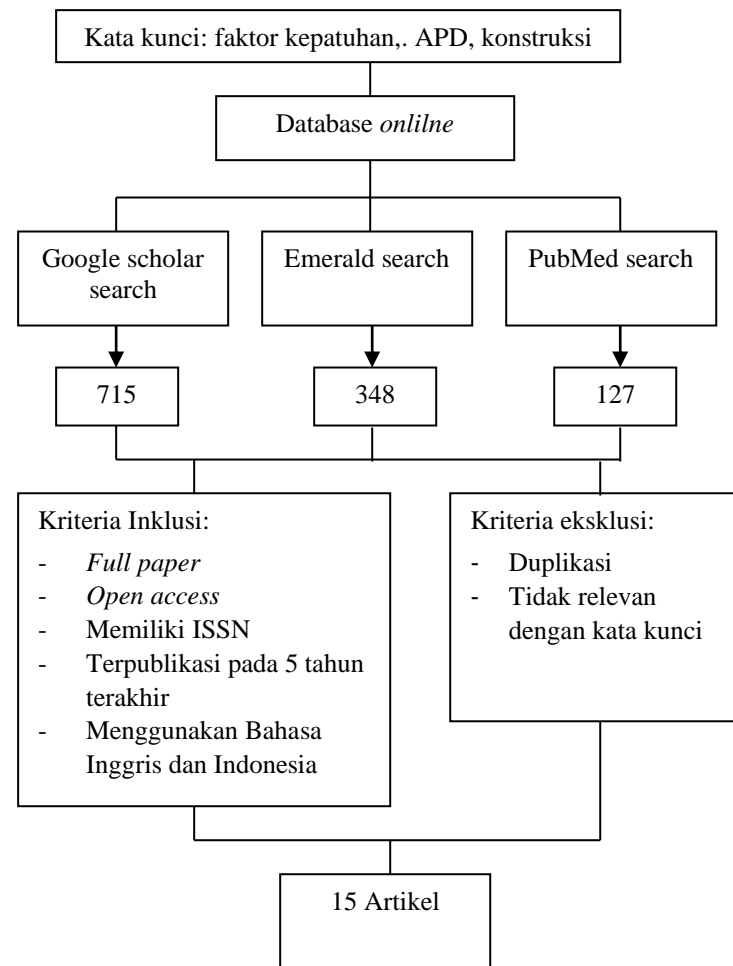 Kata kunci: faktor kepatuhan,. APD, konstruksi
Database onlilne
Google scholar
search
Emerald search
PubMed search
715
348
127
Kriteria Inklusi:
- Full paper
- Open access
- Memiliki ISSN
- Terpublikasi pada 5 tahun
terakhir
- Menggunakan Bahasa
Inggris dan Indonesia
Kriteria eksklusi:
- Duplikasi
- Tidak relevan
dengan kata kunci
15 Artikel